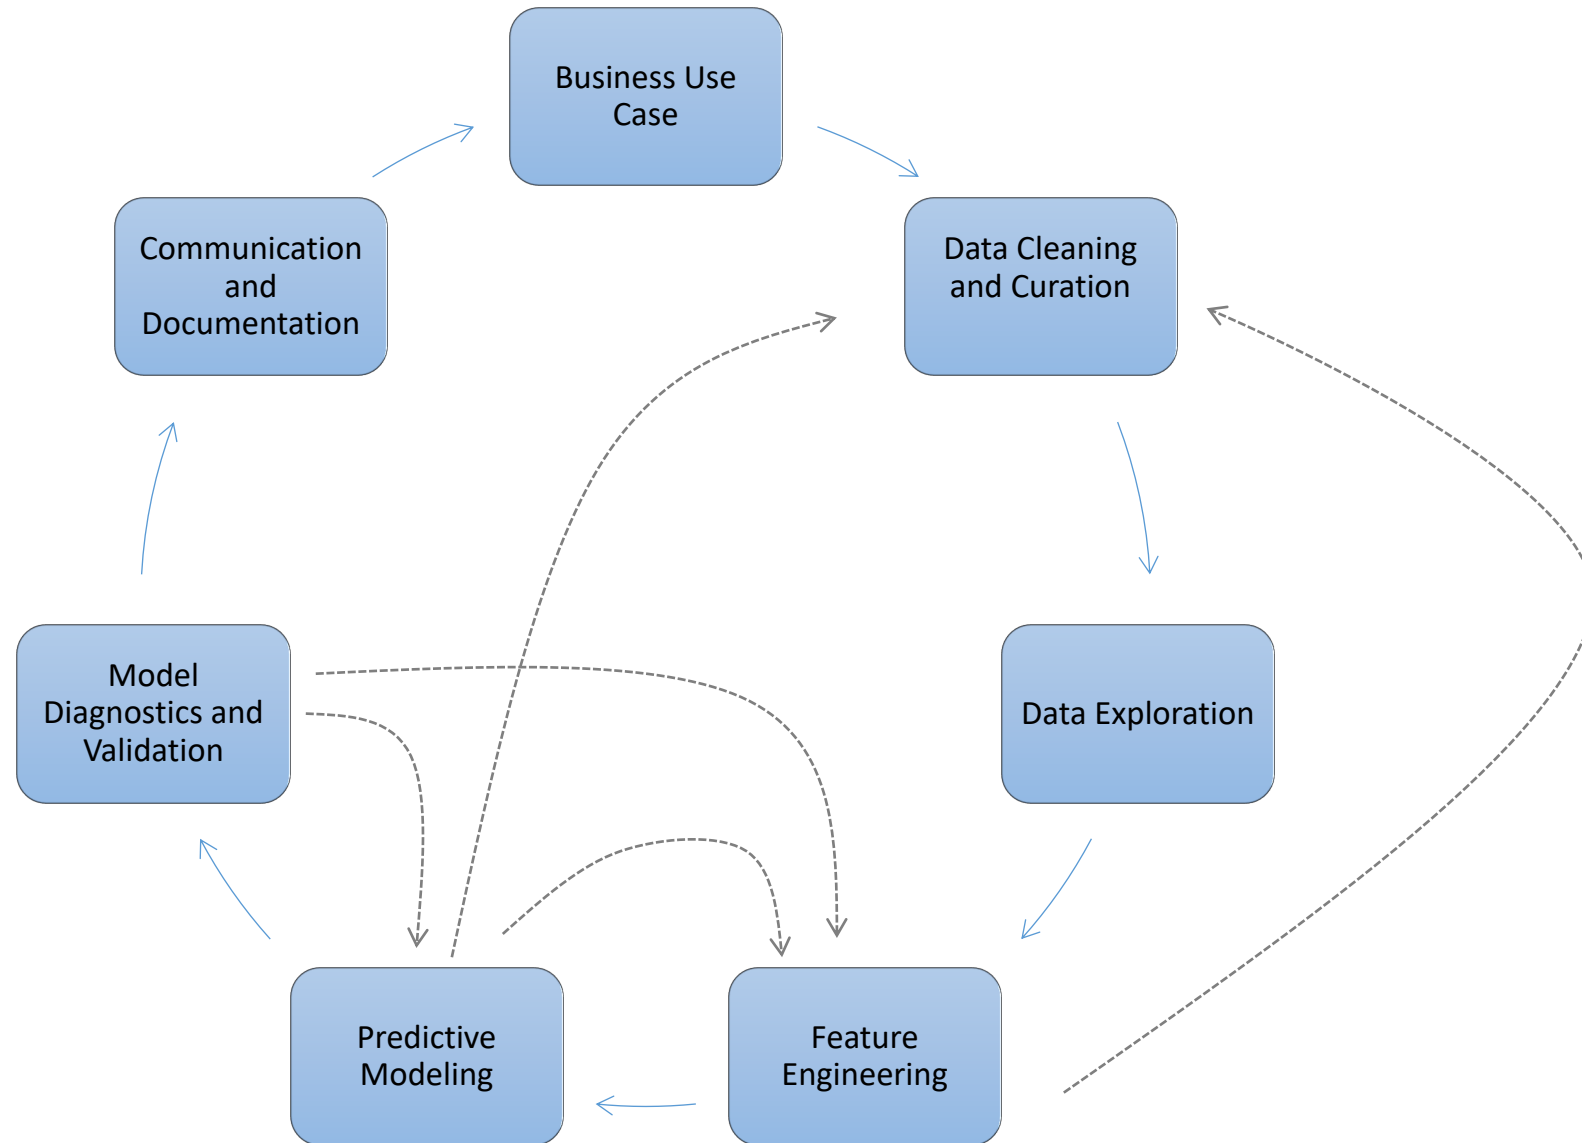 Business Use
Case
Data Cleaning
and Curation
Data Exploration
Feature
Engineering
Predictive
Modeling
Model
Diagnostics and
Validation
Communication
and
Documentation